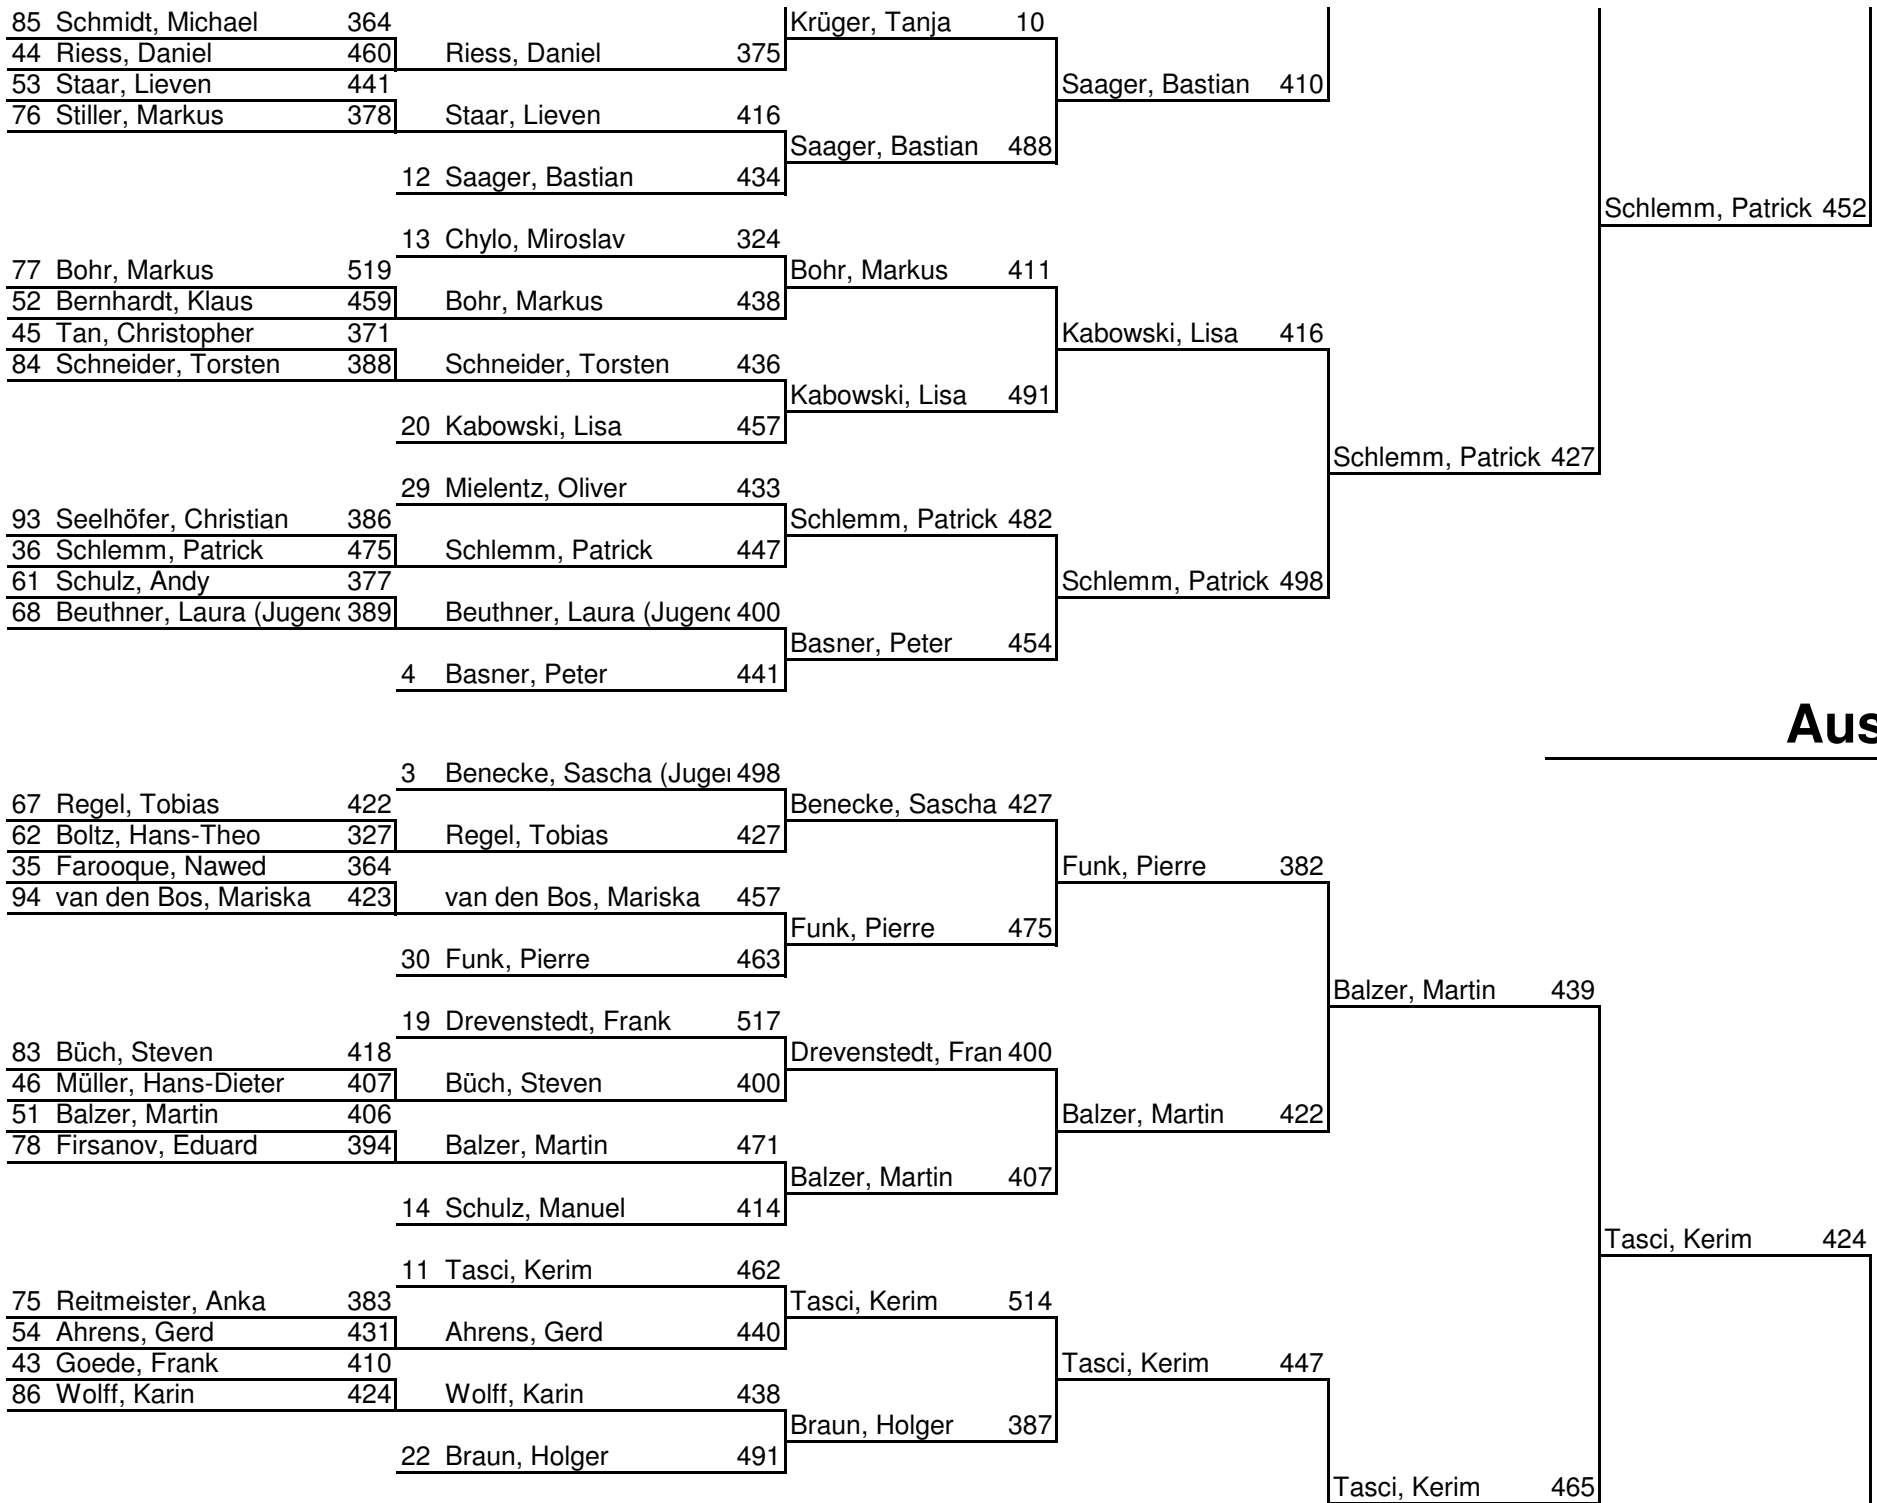 85 Schmidt, Michael 364 Krüger, Tanja 10
44 Riess, Daniel 460 Riess, Daniel 375
53 Staar, Lieven 441 Saager, Bastian 410
76 Stiller, Markus 378 Staar, Lieven 416
Saager, Bastian 488
12 Saager, Bastian 434
Schlemm, Patrick 452
13 Chylo, Miroslav 324
77 Bohr, Markus 519 Bohr, Markus 411
52 Bernhardt, Klaus 459 Bohr, Markus 438
45 Tan, Christopher 371 Kabowski, Lisa 416
84 Schneider, Torsten 388 Schneider, Torsten 436
Kabowski, Lisa 491
20 Kabowski, Lisa 457
Schlemm, Patrick 427
29 Mielentz, Oliver 433
93 Seelhöfer, Christian 386 Schlemm, Patrick 482
36 Schlemm, Patrick 475 Schlemm, Patrick 447
61 Schulz, Andy 377 Schlemm, Patrick 498
68 Beuthner, Laura (Jugend 389 Beuthner, Laura (Jugend 400
Basner, Peter 454
4 Basner, Peter 441
Aus
3 Benecke, Sascha (Jugen 498
67 Regel, Tobias 422 Benecke, Sascha 427
62 Boltz, Hans-Theo 327 Regel, Tobias 427
35 Farooque, Nawed 364 Funk, Pierre 382
94 van den Bos, Mariska 423 van den Bos, Mariska 457
Funk, Pierre 475
30 Funk, Pierre 463
Balzer, Martin 439
19 Drevenstedt, Frank 517
83 Büch, Steven 418 Drevenstedt, Fran 400
46 Müller, Hans-Dieter 407 Büch, Steven 400
51 Balzer, Martin 406 Balzer, Martin 422
78 Firsanov, Eduard 394 Balzer, Martin 471
Balzer, Martin 407
14 Schulz, Manuel 414
Tasci, Kerim 424
11 Tasci, Kerim 462
75 Reitmeister, Anka 383 Tasci, Kerim 514
54 Ahrens, Gerd 431 Ahrens, Gerd 440
43 Goede, Frank 410 Tasci, Kerim 447
86 Wolff, Karin 424 Wolff, Karin 438
Braun, Holger 387
22 Braun, Holger 491
Tasci, Kerim 465